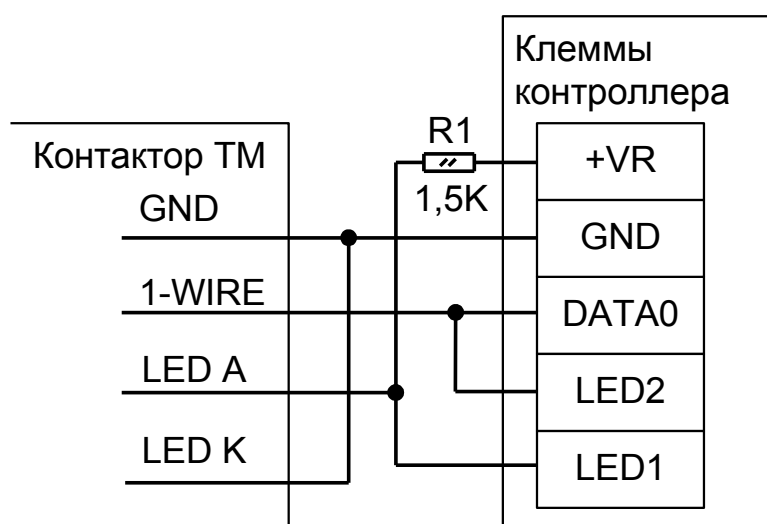 Клеммы
контроллера
R1
Контактор ТМ
+VR
1,5K
GND
GND
1-WIRE
DATA0
LED A
LED2
LED K
LED1